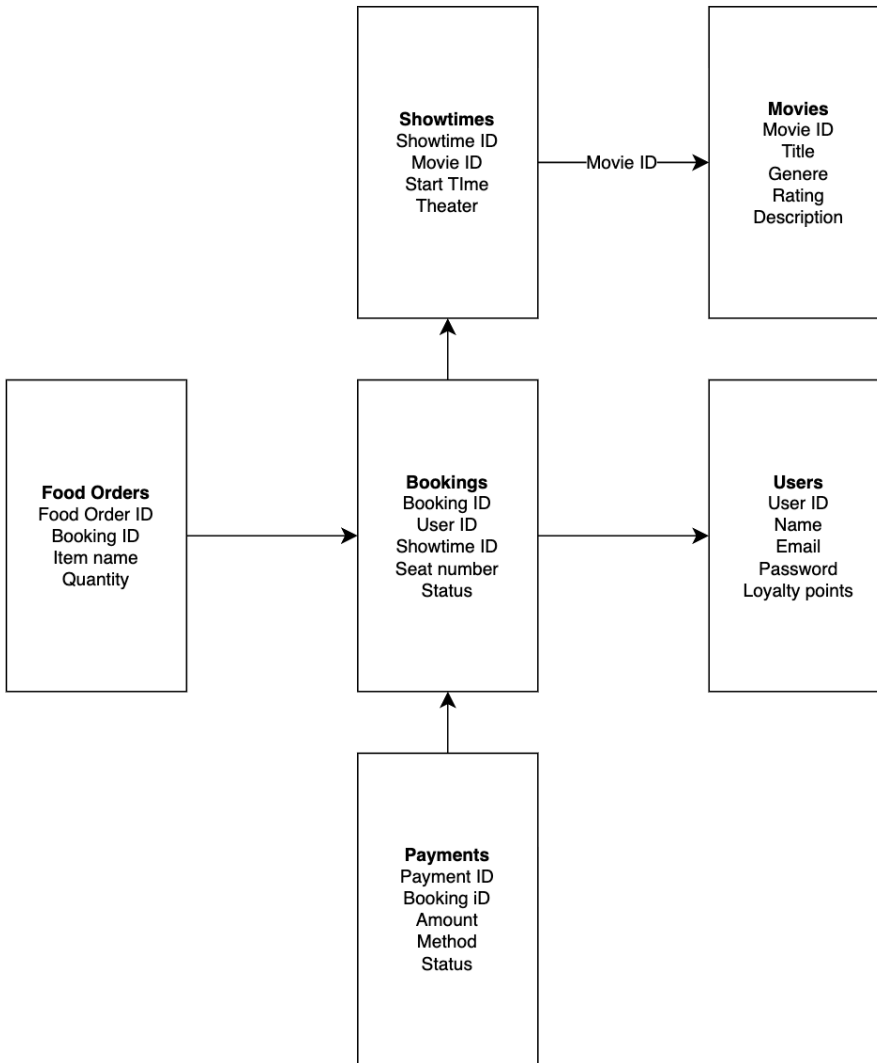 Showtimes
Showtime ID
Movie ID
Start TIme
Theater
Movie ID
Movies
Movie ID
Title
Genere
Rating
Description
Food Orders
Food Order ID
Booking ID
Item name
Quantity
Bookings
Booking ID
User ID
Showtime ID
Seat number
Status
Users
User ID
Name
Email
Password
Loyalty points
Payments
Payment ID
Booking iD
Amount
Method
Status